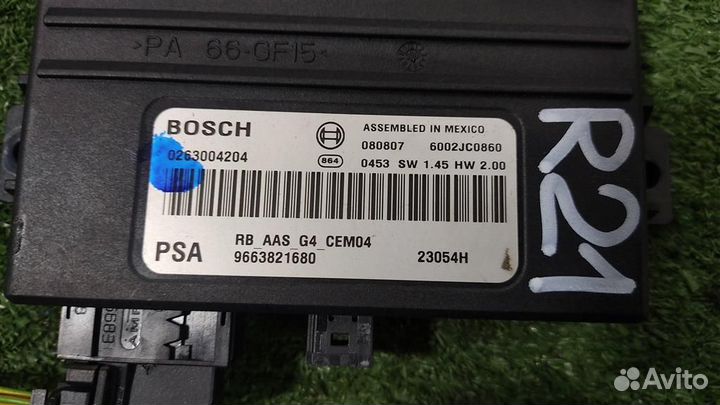 >PA 66-GF15<
BOSCH
ASSEMBLED IN MEXICO
080807 6002JC0860
0263004204
864
0453 SW 1.45 HW 2.00
PSA
RB_AAS_G4_CEM04
9663821680
23054H
R21
AMP
Avito